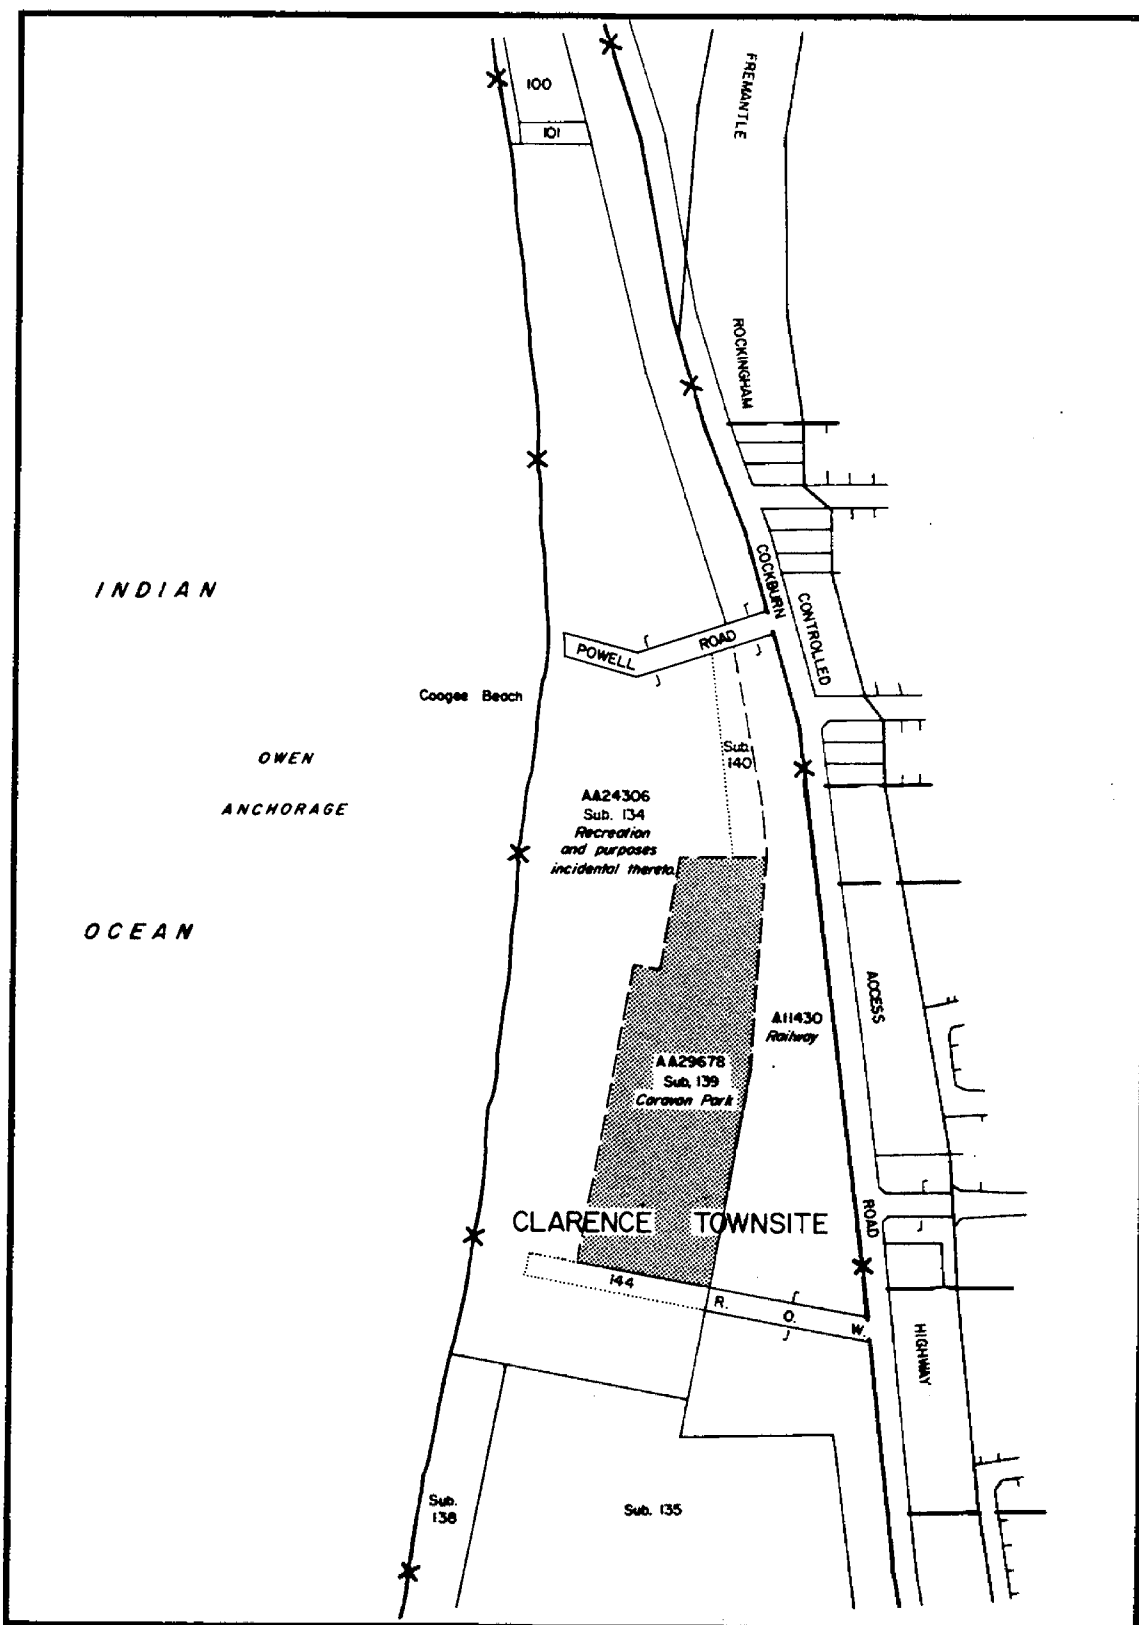 100
101
FREMANTLE
ROCKINGHAM
INDIAN
COCKBURN
CONTROLLED
POWELL ROAD
Coogee Beach
Sub.
140
OWEN
ANCHORAGE
AA24306
Sub. 134
Recreation
and purposes
incidental thereto.
OCEAN
ACCESS
A11430
Railway
AA29678
Sub. 139
Caravan Park
CLARENCE TOWNSITE
ROAD
144
R. O. W.
HIGHWAY
Sub.
138
Sub. 135